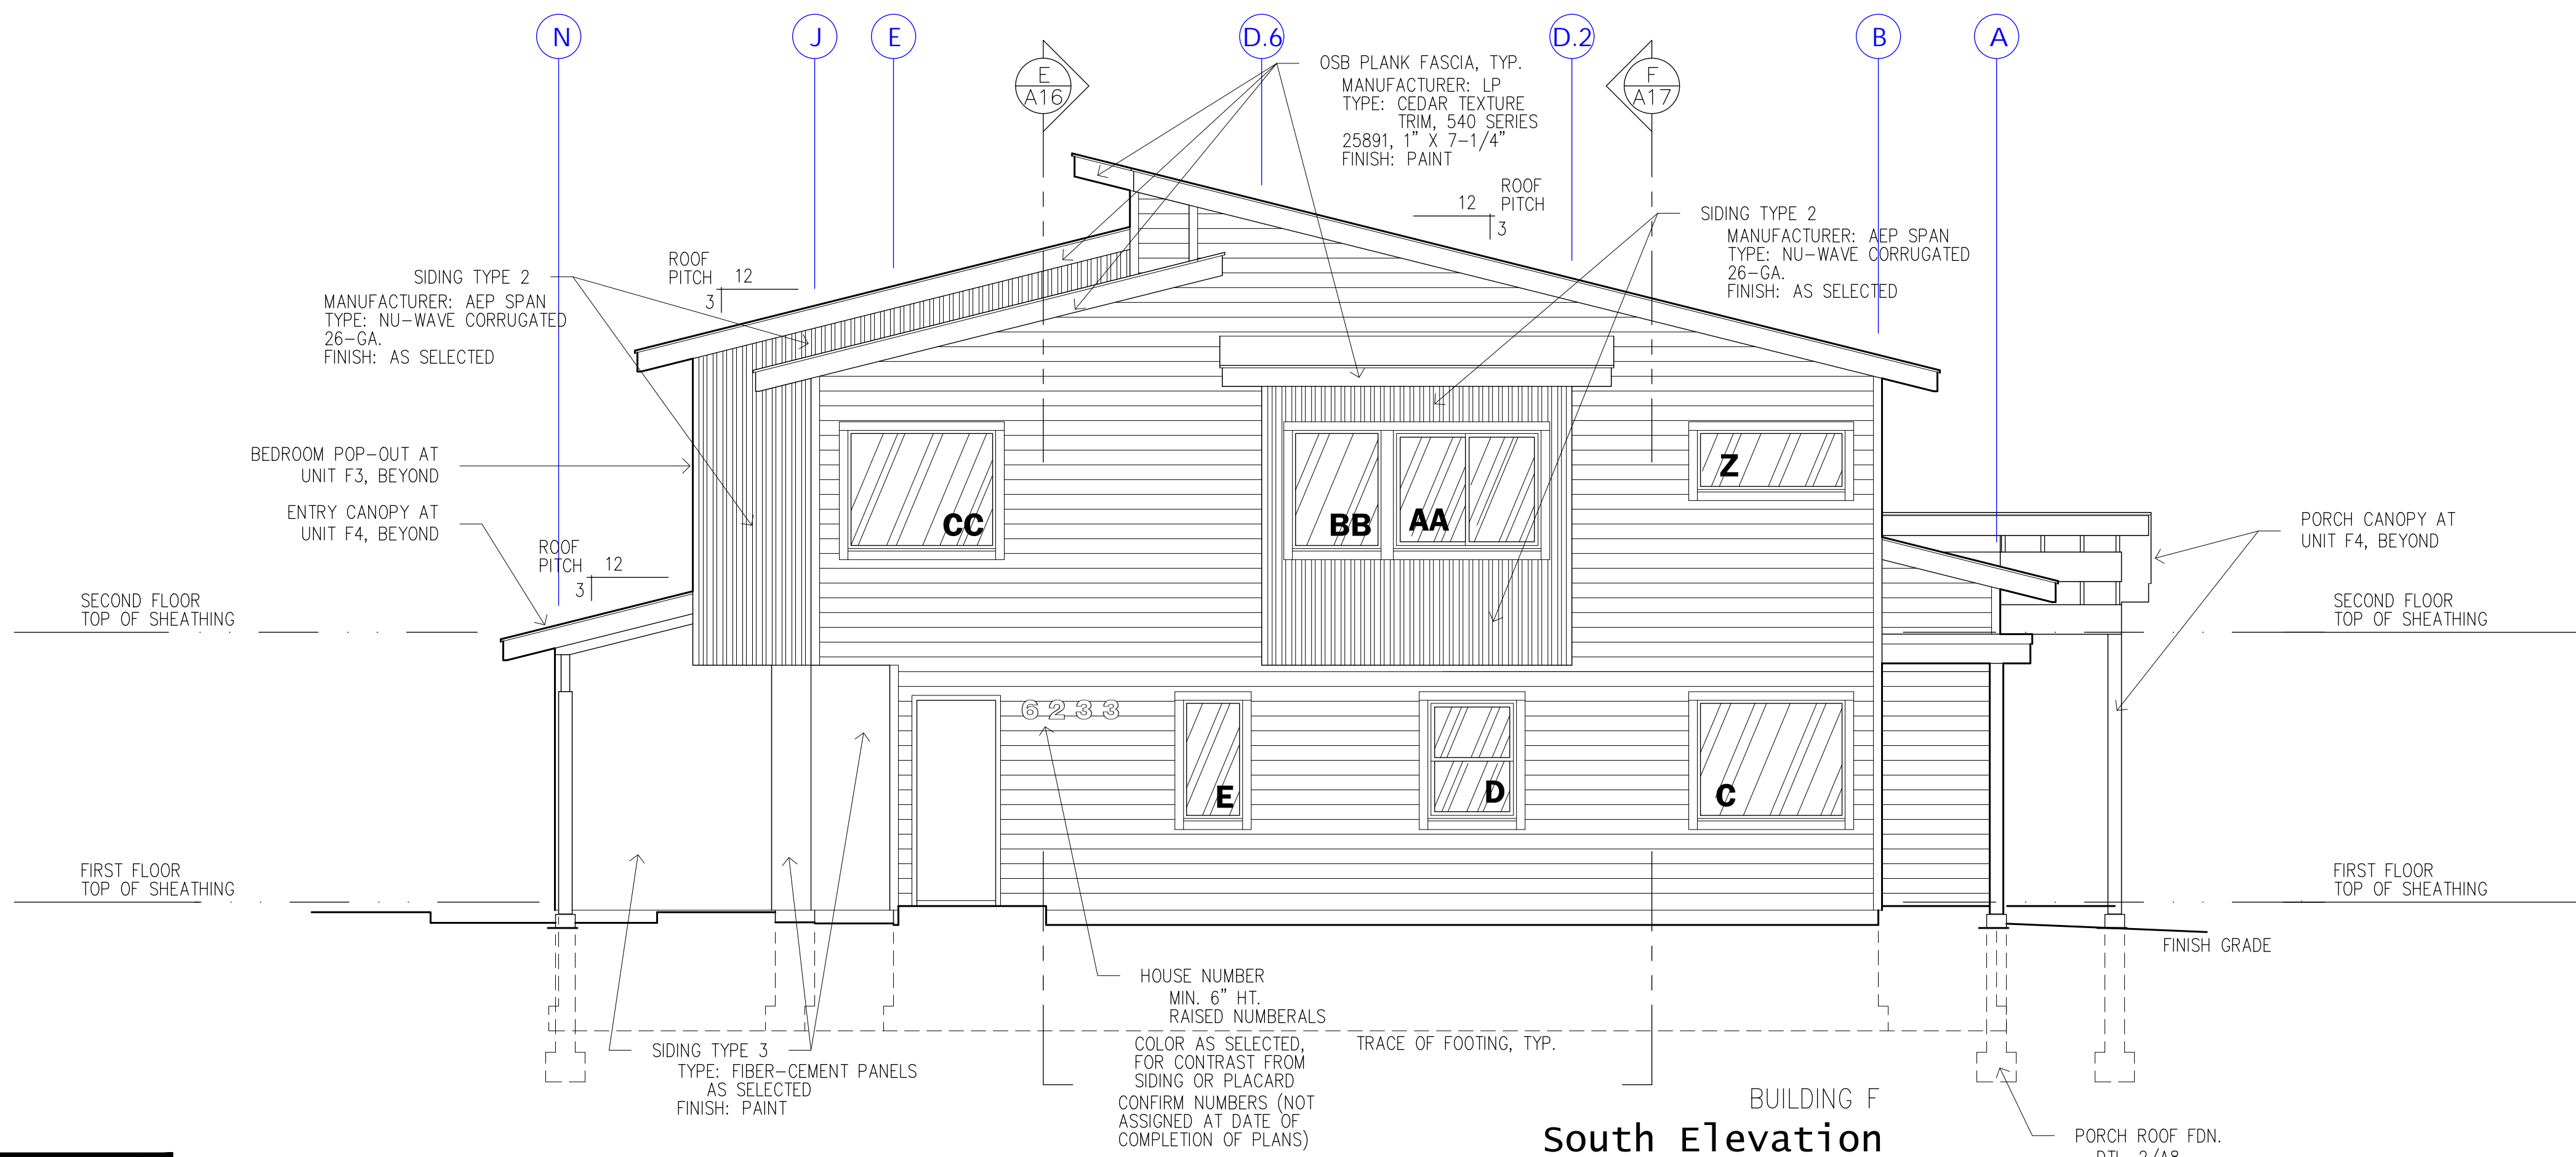 N
J
E
D.6
D.2
B
A
E
A16
F
A17
OSB PLANK FASCIA, TYP.
MANUFACTURER: LP
TYPE: CEDAR TEXTURE
TRIM, 540 SERIES
25891, 1" X 7-1/4"
FINISH: PAINT
12
3
ROOF
PITCH
SIDING TYPE 2
MANUFACTURER: AEP SPAN
TYPE: NU-WAVE CORRUGATED
26-GA.
FINISH: AS SELECTED
ROOF
PITCH
12
3
SIDING TYPE 2
MANUFACTURER: AEP SPAN
TYPE: NU-WAVE CORRUGATED
26-GA.
FINISH: AS SELECTED
BEDROOM POP-OUT AT
UNIT F3, BEYOND
ENTRY CANOPY AT
UNIT F4, BEYOND
ROOF
PITCH
12
3
CC
BB
AA
Z
PORCH CANOPY AT
UNIT F4, BEYOND
SECOND FLOOR
TOP OF SHEATHING
SECOND FLOOR
TOP OF SHEATHING
6233
E
D
C
FIRST FLOOR
TOP OF SHEATHING
FIRST FLOOR
TOP OF SHEATHING
FINISH GRADE
HOUSE NUMBER
MIN. 6" HT.
RAISED NUMBERALS
COLOR AS SELECTED,
FOR CONTRAST FROM
SIDING OR PLACARD
CONFIRM NUMBERS (NOT
ASSIGNED AT DATE OF
COMPLETION OF PLANS)
TRACE OF FOOTING, TYP.
SIDING TYPE 3
TYPE: FIBER-CEMENT PANELS
AS SELECTED
FINISH: PAINT
BUILDING F
South Elevation
PORCH ROOF FDN.
DTL. 2/A8